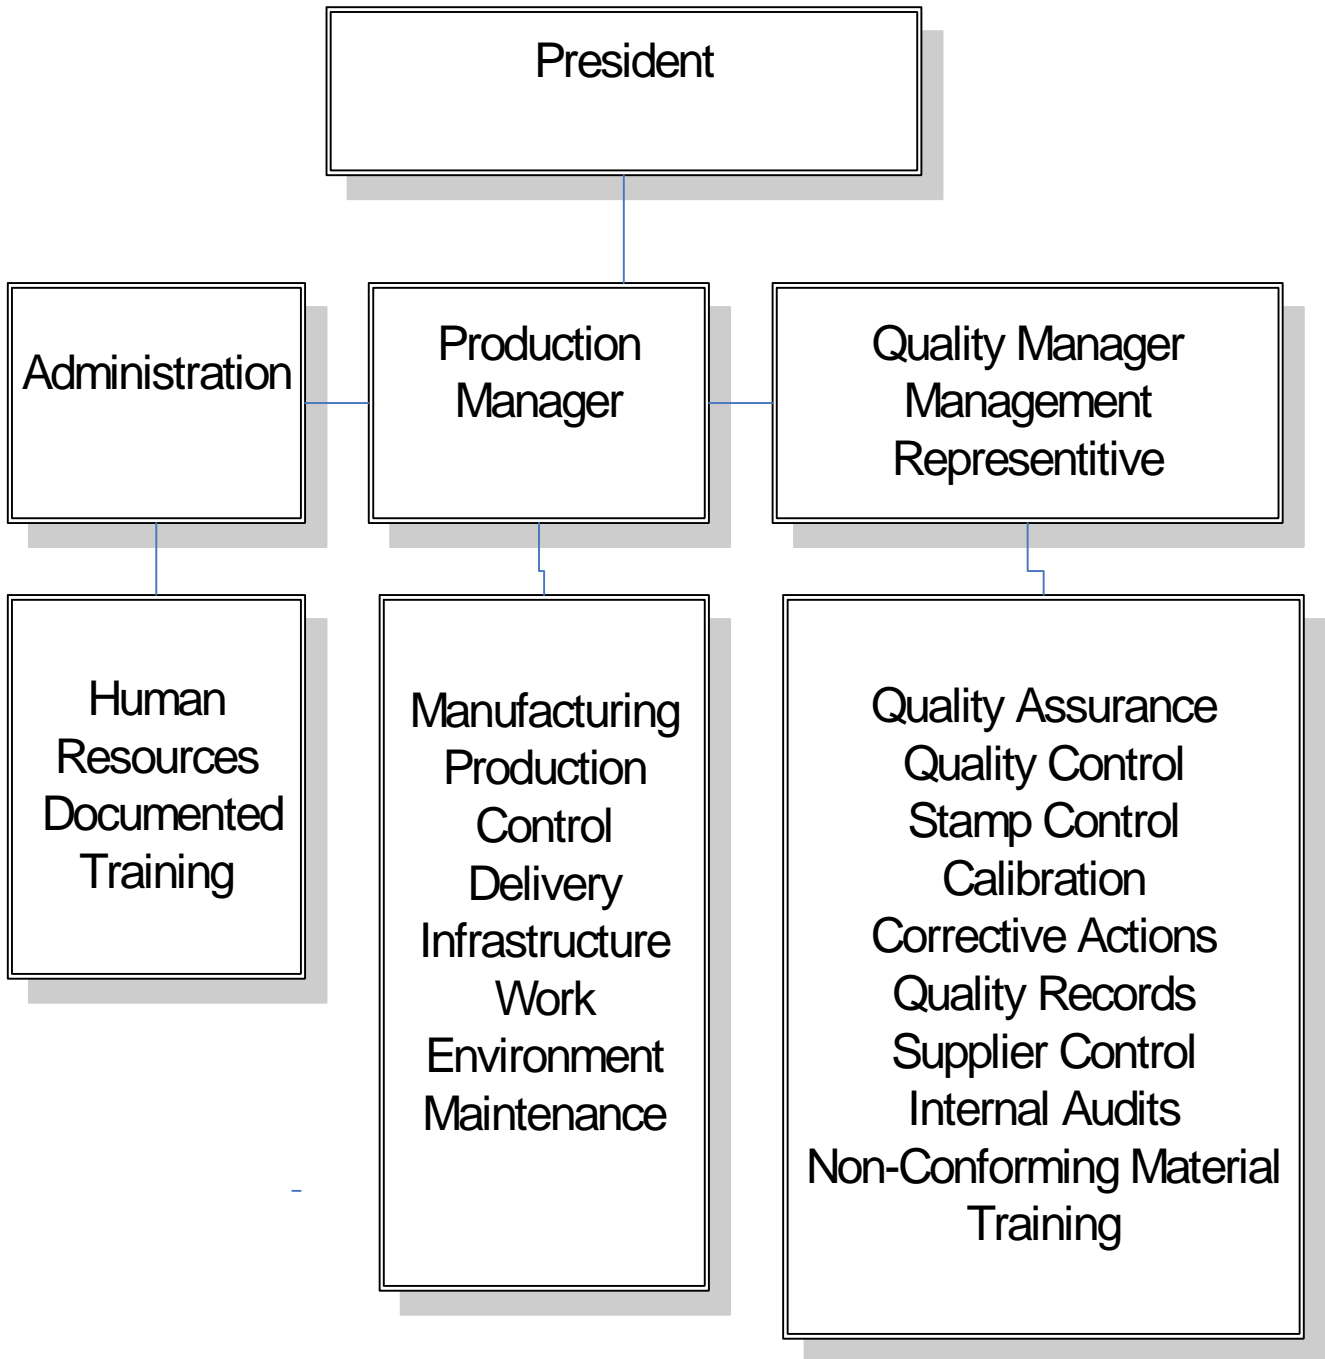 President
Administration
Production
Manager
Quality Manager
Management
Representitive
Human
Resources
Documented
Training
Manufacturing
Production
Control
Delivery
Infrastructure
Work
Environment
Maintenance
Quality Assurance
Quality Control
Stamp Control
Calibration
Corrective Actions
Quality Records
Supplier Control
Internal Audits
Non-Conforming Material
Training